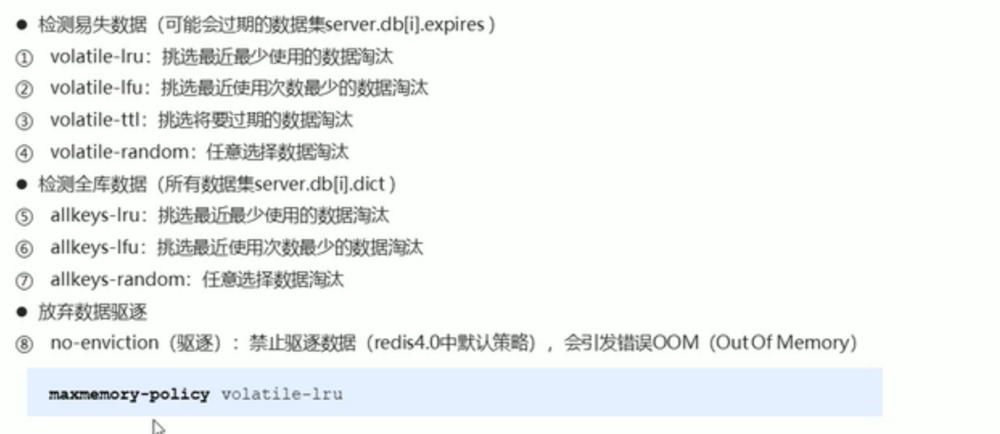 ● 检测易失数据（可能会过期的数据集server.db[i].expires ）
① volatile-lru：挑选最近最少使用的数据淘汰
② volatile-lfu：挑选最近使用次数最少的数据淘汰
③ volatile-ttl：挑选将要过期的数据淘汰
④ volatile-random：任意选择数据淘汰
● 检测全库数据（所有数据集server.db[i].dict ）
⑤ allkeys-lru：挑选最近最少使用的数据淘汰
⑥ allkeys-lfu：挑选最近使用次数最少的数据淘汰
⑦ allkeys-random：任意选择数据淘汰
● 放弃数据驱逐
⑧ no-enviction（驱逐）：禁止驱逐数据（redis4.0中默认策略），会引发错误OOM（Out Of Memory）
maxmemory-policy volatile-lru